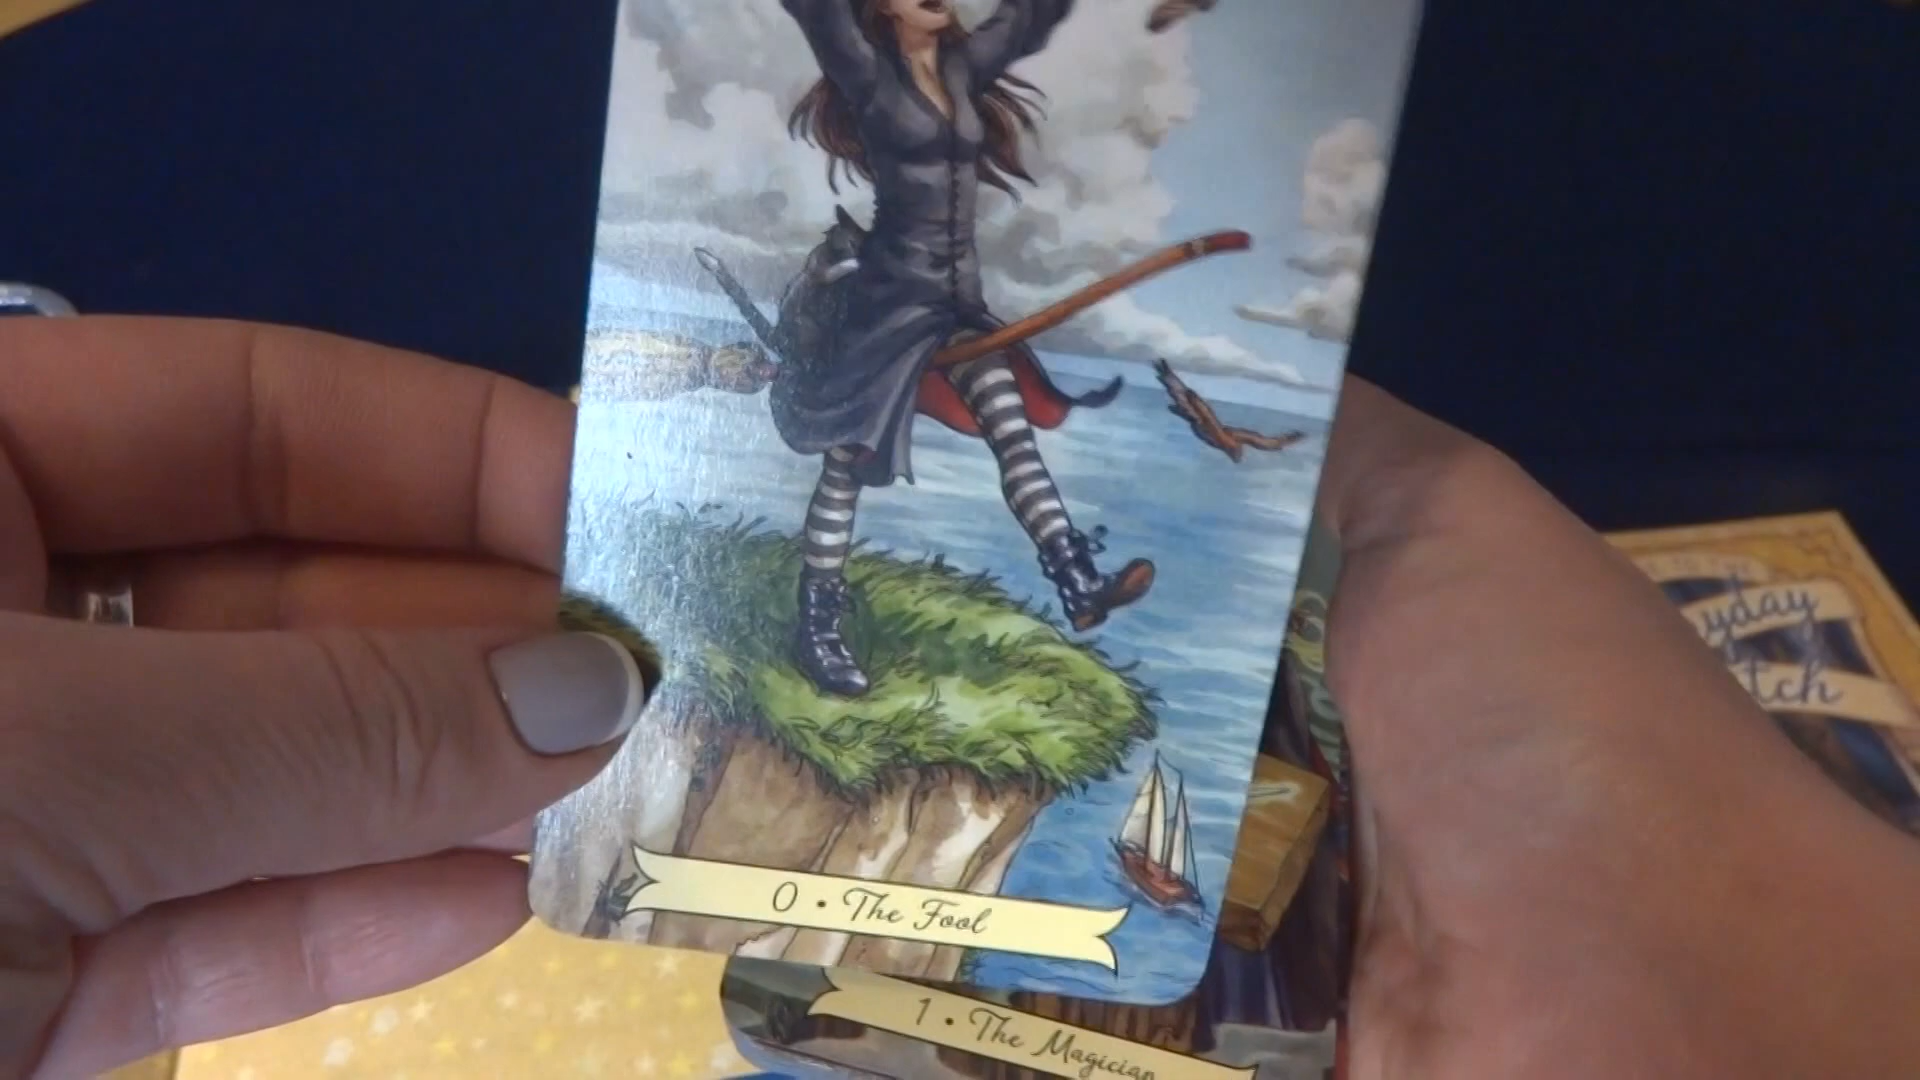 0 • The Fool
1 • The Magician
yday
tch